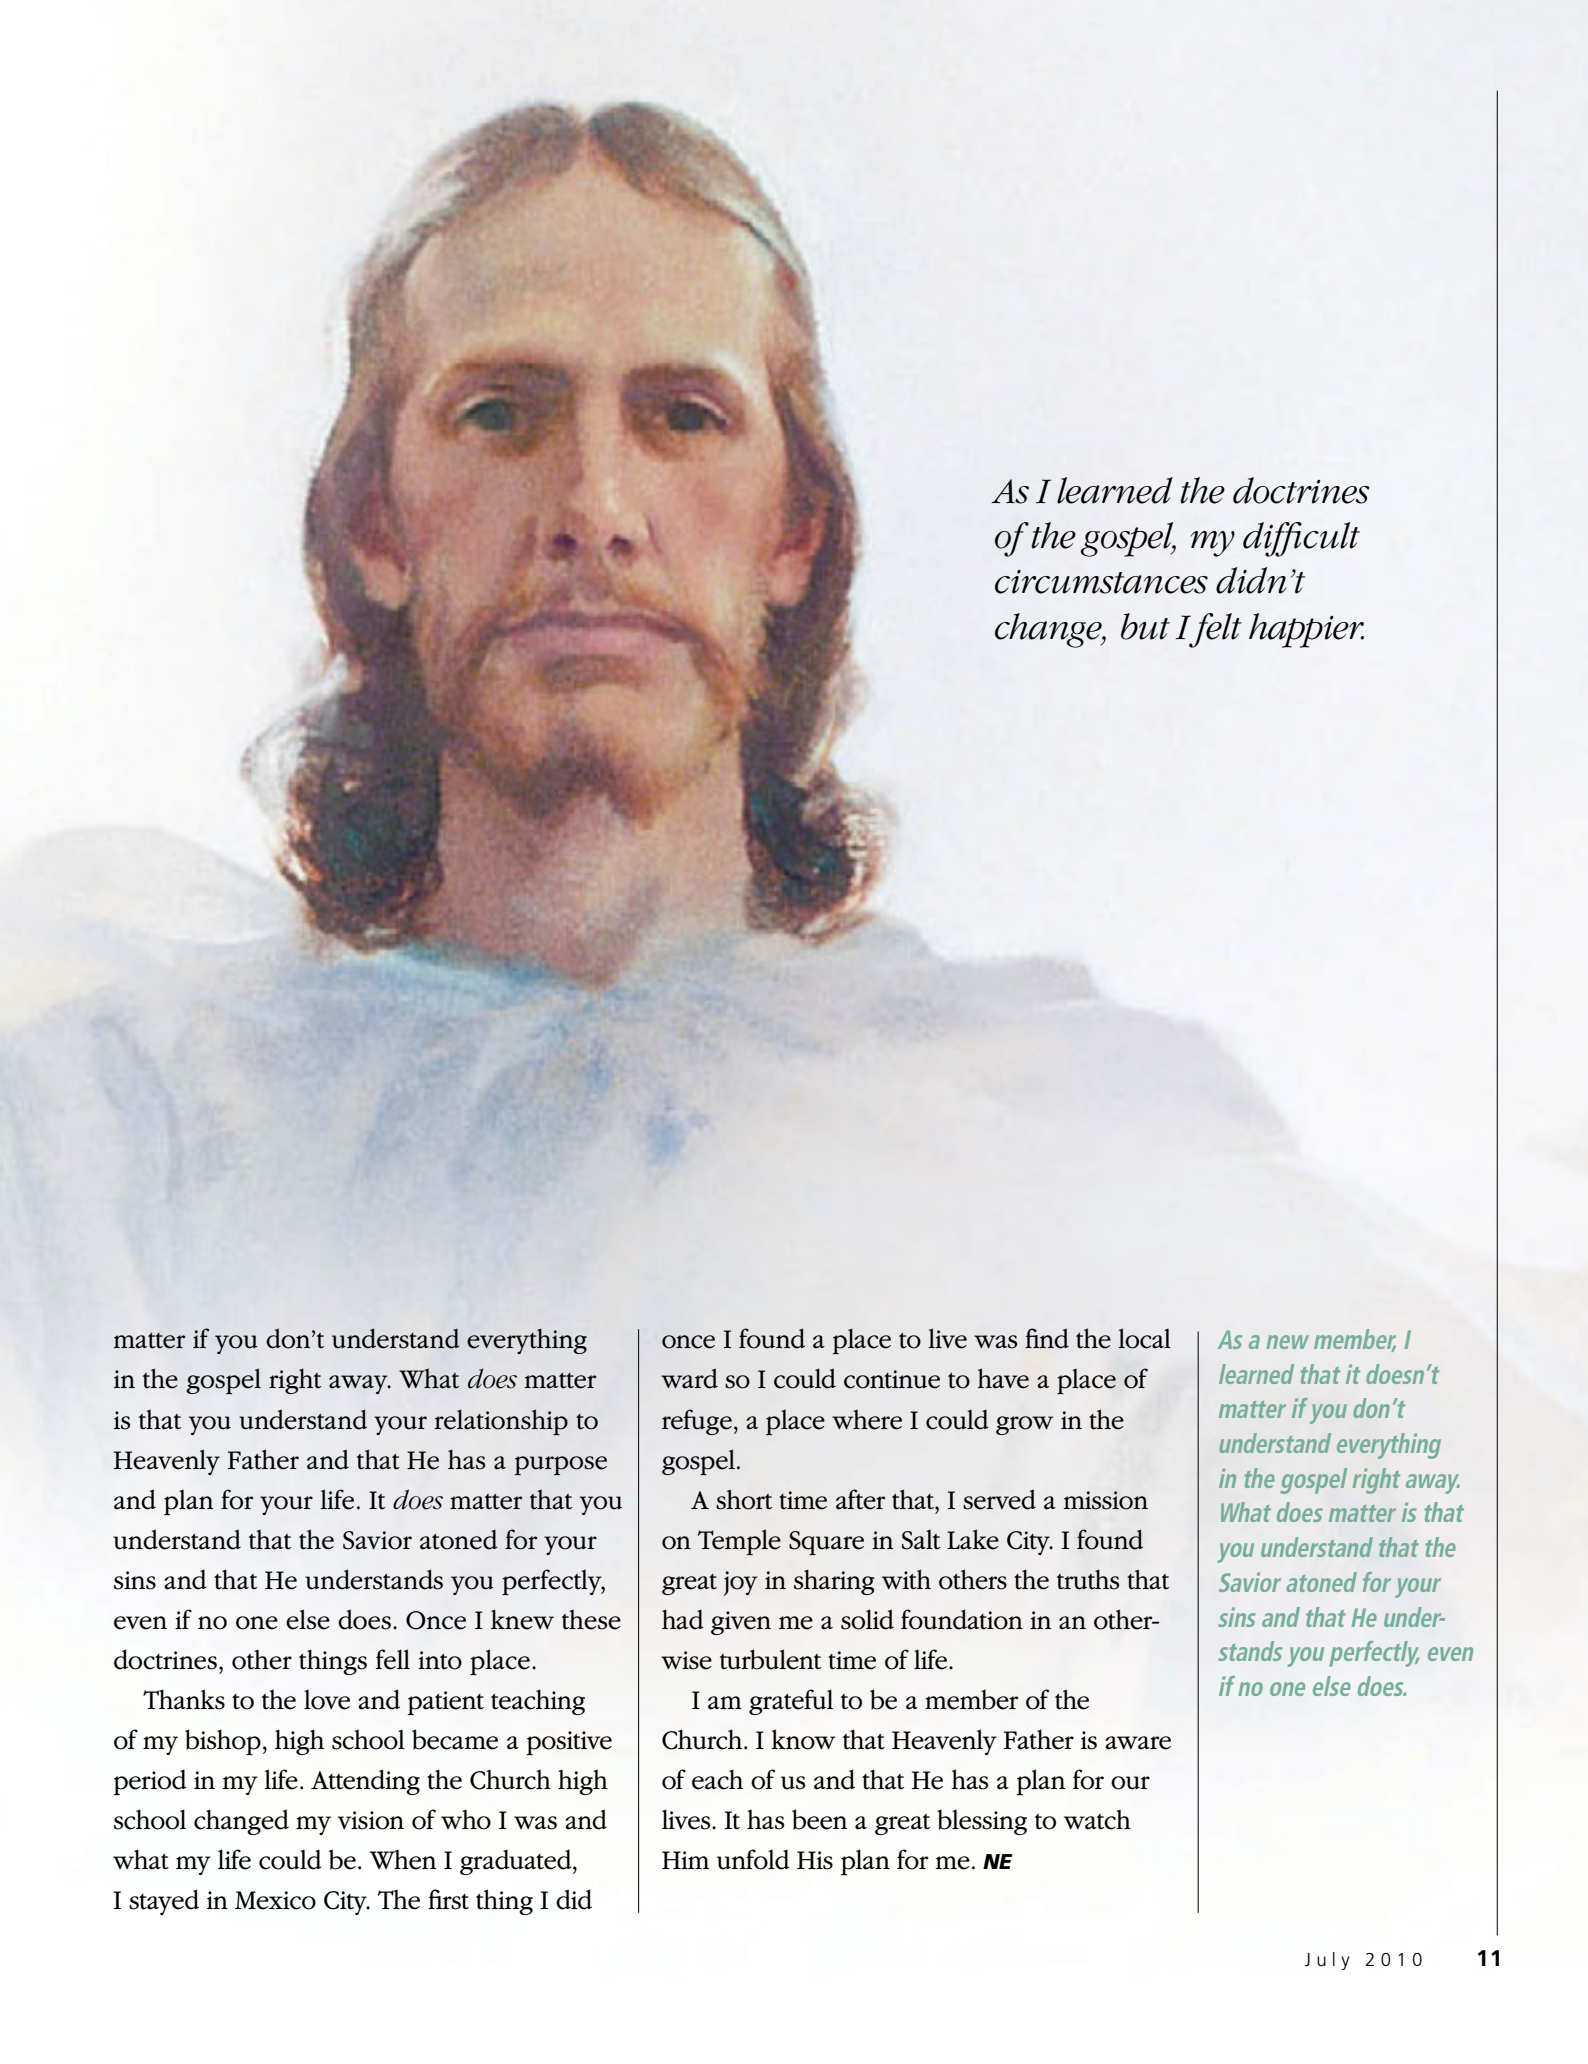 As I learned the doctrines
of the gospel, my difficult
circumstances didn’t
change, but I felt happier.
matter if you don’t understand everything
in the gospel right away. What does matter
is that you understand your relationship to
Heavenly Father and that He has a purpose
and plan for your life. It does matter that you
understand that the Savior atoned for your
sins and that He understands you perfectly,
even if no one else does. Once I knew these
doctrines, other things fell into place.
Thanks to the love and patient teaching
of my bishop, high school became a positive
period in my life. Attending the Church high
school changed my vision of who I was and
what my life could be. When I graduated,
I stayed in Mexico City. The first thing I did
once I found a place to live was find the local
ward so I could continue to have a place of
refuge, a place where I could grow in the
gospel.
A short time after that, I served a mission
on Temple Square in Salt Lake City. I found
great joy in sharing with others the truths that
had given me a solid foundation in an other-
wise turbulent time of life.
I am grateful to be a member of the
Church. I know that Heavenly Father is aware
of each of us and that He has a plan for our
lives. It has been a great blessing to watch
Him unfold His plan for me. NE
As a new member, I
learned that it doesn’t
matter if you don’t
understand everything
in the gospel right away.
What does matter is that
you understand that the
Savior atoned for your
sins and that He under-
stands you perfectly, even
if no one else does.
July 2010 11